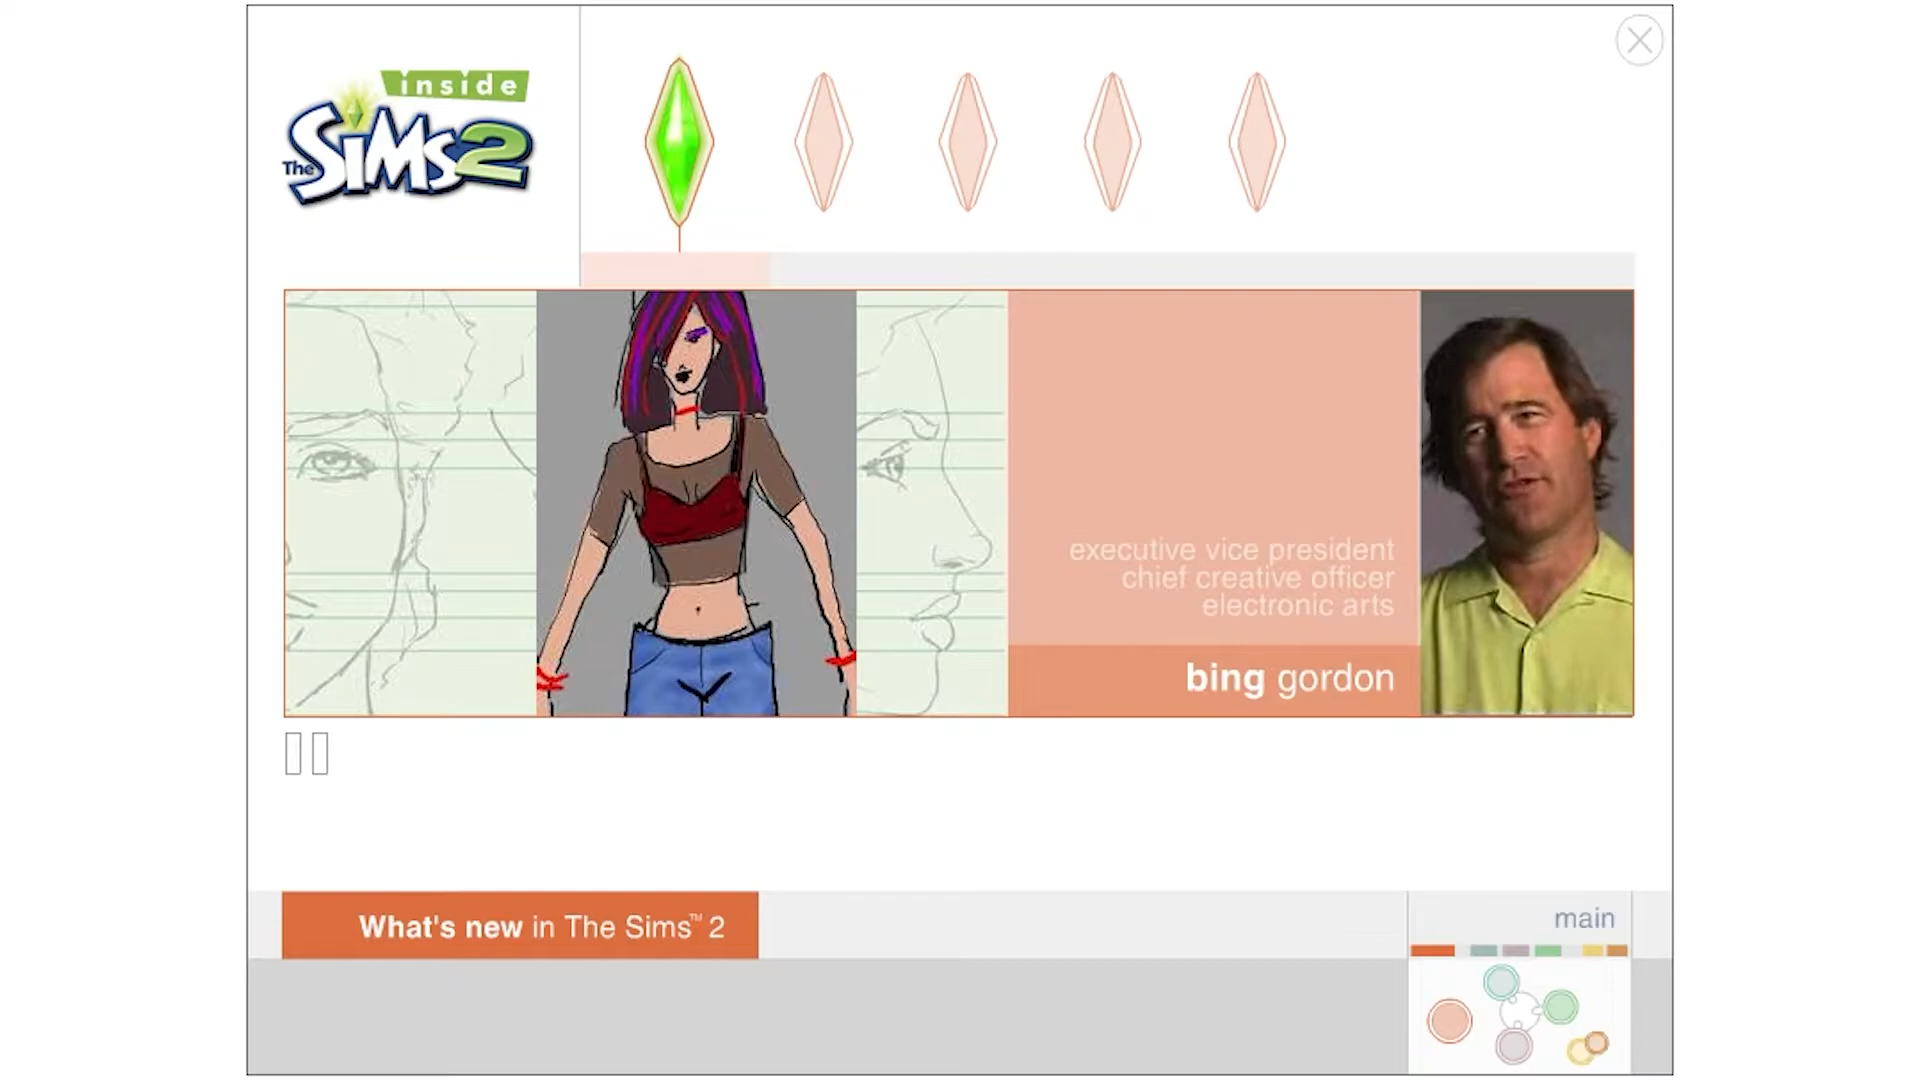 inside
The Sims 2
executive vice president
chief creative officer
electronic arts
bing gordon
What's new in The Sims™ 2
main